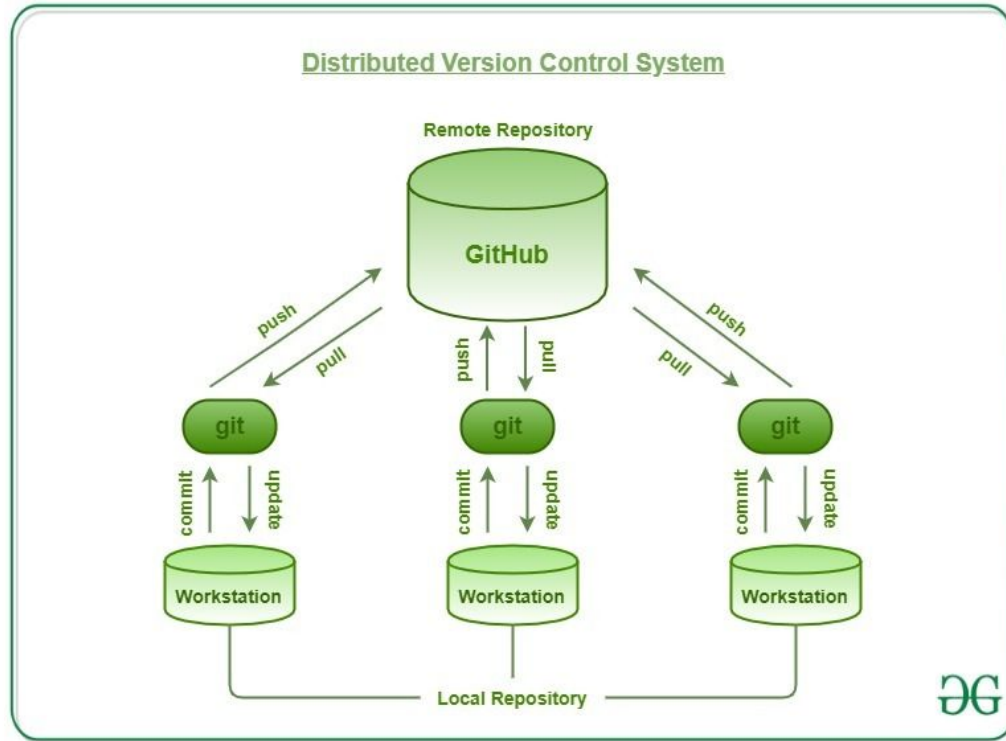 Distributed Version Control System
Remote Repository
GitHub
push
pull
push
pull
push
pull
git
git
git
commit
update
commit
update
commit
update
Workstation
Workstation
Workstation
Local Repository